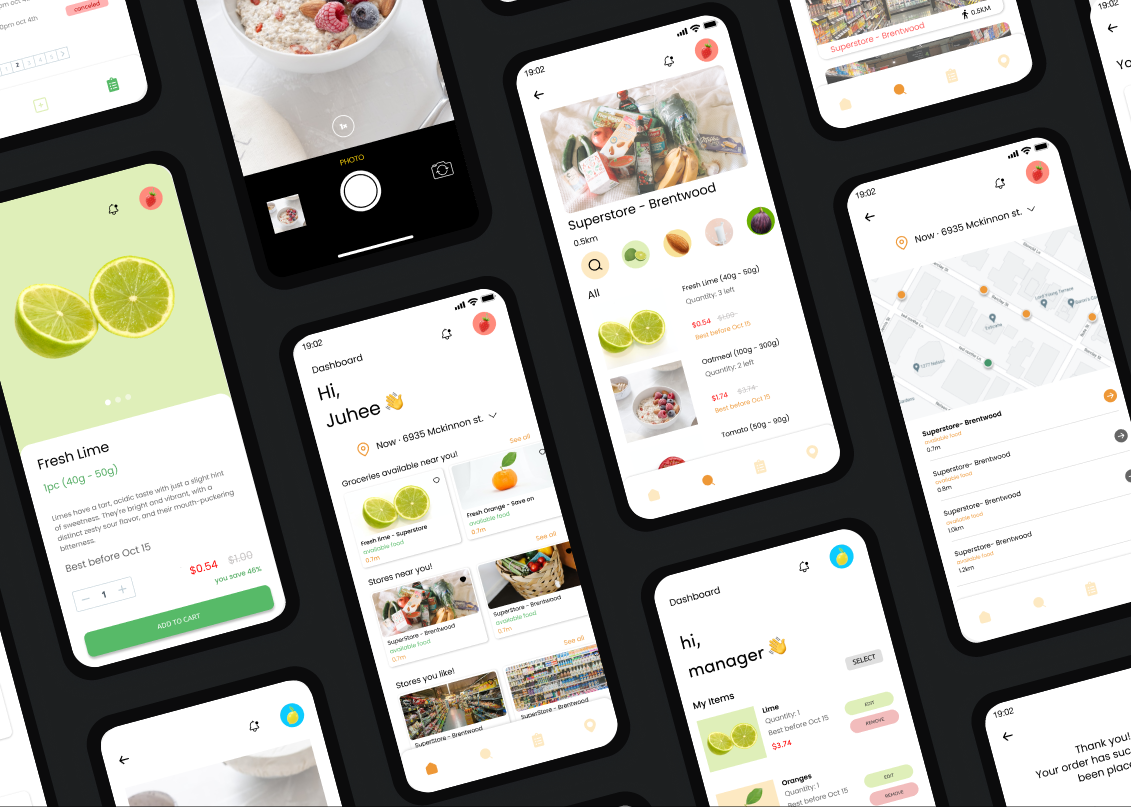 0pm oct 4th
canceled
pm oct 4th
1 2 3 4 5
1x
PHOTO
Fresh Lime
1pc (40g - 50g)
Limes have a tart, acidic taste with just a slight hint
of sweetness. They're bright and vibrant, with a
distinct zesty sour flavor, and their mouth-puckering
bitterness.
Best before Oct 15
$0.54 $1.00
you save 46%
1
ADD TO CART
19:02
Dashboard
Hi,
Juhee
Now · 6935 Mckinnon st.
Groceries available near you!
See all
Fresh lime - Superstore
available food
0.7m
Fresh Orange - Save on
available food
0.7m
Stores near you!
See all
SuperStore - Brentwood
available food
0.7m
SuperStore - Brentwood
available food
0.7m
Stores you like!
See all
SuperStore - Brentwood
SuperStore - Brentwood
19:02
Superstore - Brentwood
0.5km
All
Fresh Lime (40g - 50g)
Quantity: 3 left
$0.54 $1.00
Best before Oct 15
Oatmeal (100g - 300g)
Quantity: 2 left
$1.74 $3.74
Best before Oct 15
Tomato (60g - 90g)
Superstore - Brentwood
0.5KM
Dashboard
hi,
manager
SELECT
My Items
Lime
Quantity: 1
Best before Oct 15
$3.74
EDIT
REMOVE
Oranges
Quantity: 1
Best before Oct 15
EDIT
REMOVE
19:02
Now · 6935 Mckinnon st.
Superstore- Brentwood
available food
0.7m
Superstore- Brentwood
available food
0.8m
Superstore- Brentwood
available food
1.0km
Superstore- Brentwood
available food
1.2km
19:02
Yo
19:02
Thank you!
Your order has suc
been place